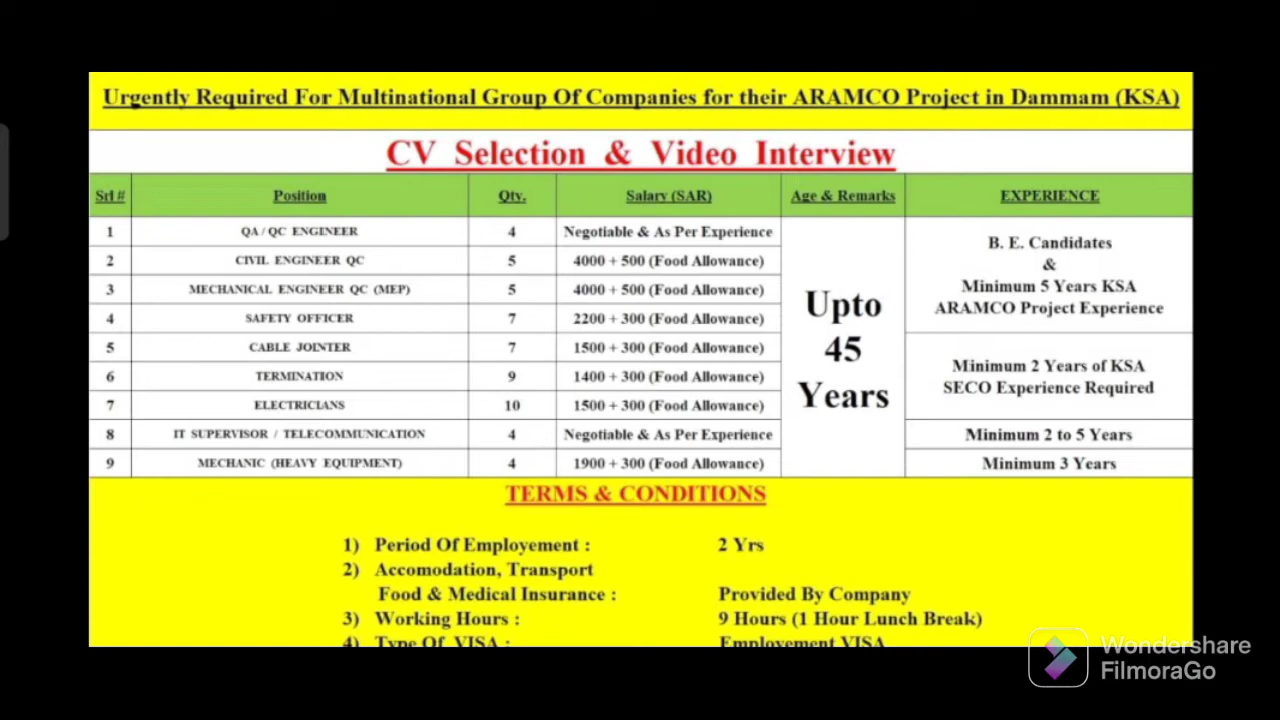 Urgently Required For Multinational Group Of Companies for their ARAMCO Project in Dammam (KSA)
CV Selection & Video Interview
Srl # Position Qty. Salary (SAR) Age & Remarks EXPERIENCE
1 QA / QC ENGINEER 4 Negotiable & As Per Experience
2 CIVIL ENGINEER QC 5 4000 + 500 (Food Allowance)
3 MECHANICAL ENGINEER QC (MEP) 5 4000 + 500 (Food Allowance)
4 SAFETY OFFICER 7 2200 + 300 (Food Allowance)
5 CABLE JOINTER 7 1500 + 300 (Food Allowance)
6 TERMINATION 9 1400 + 300 (Food Allowance)
7 ELECTRICIANS 10 1500 + 300 (Food Allowance)
8 IT SUPERVISOR / TELECOMMUNICATION 4 Negotiable & As Per Experience
9 MECHANIC (HEAVY EQUIPMENT) 4 1900 + 300 (Food Allowance)
Upto
45
Years
B. E. Candidates
&
Minimum 5 Years KSA
ARAMCO Project Experience
Minimum 2 Years of KSA
SECO Experience Required
Minimum 2 to 5 Years
Minimum 3 Years
TERMS & CONDITIONS
1) Period Of Employement : 2 Yrs
2) Accomodation, Transport
Food & Medical Insurance : Provided By Company
3) Working Hours : 9 Hours (1 Hour Lunch Break)
4) Type Of VISA : Employement VISA
Wondershare
FilmoraGo